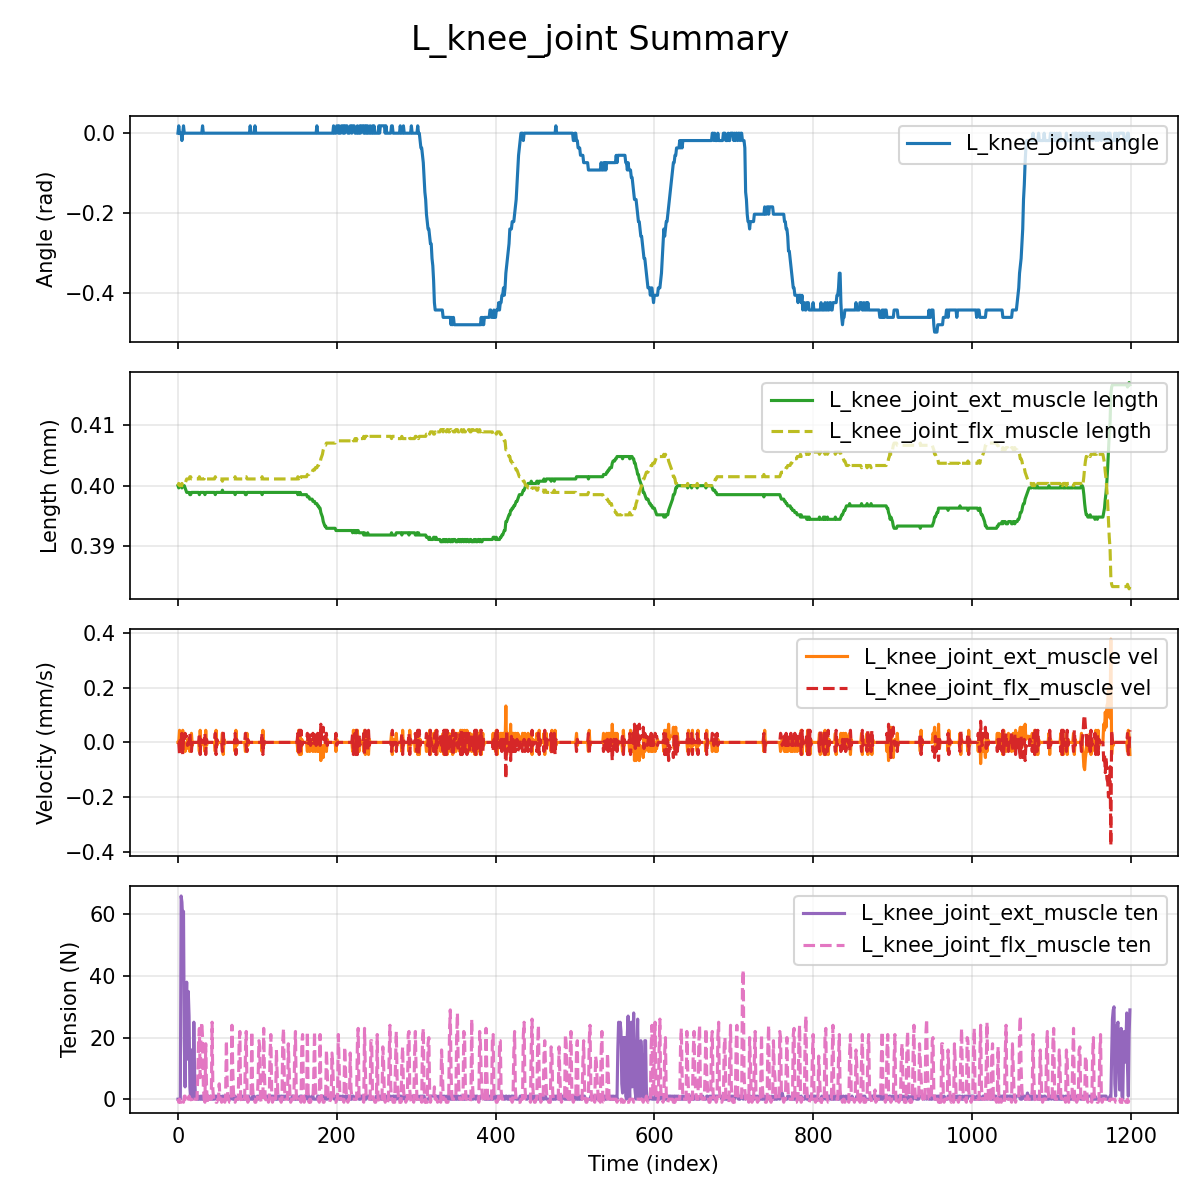 L_knee_joint Summary
0.0
−0.2
−0.4
Angle (rad)
L_knee_joint angle
0.41
0.40
0.39
Length (mm)
L_knee_joint_ext_muscle length
L_knee_joint_flx_muscle length
0.4
0.2
0.0
−0.2
−0.4
Velocity (mm/s)
L_knee_joint_ext_muscle vel
L_knee_joint_flx_muscle vel
60
40
20
0
Tension (N)
L_knee_joint_ext_muscle ten
L_knee_joint_flx_muscle ten
0 200 400 600 800 1000 1200
Time (index)